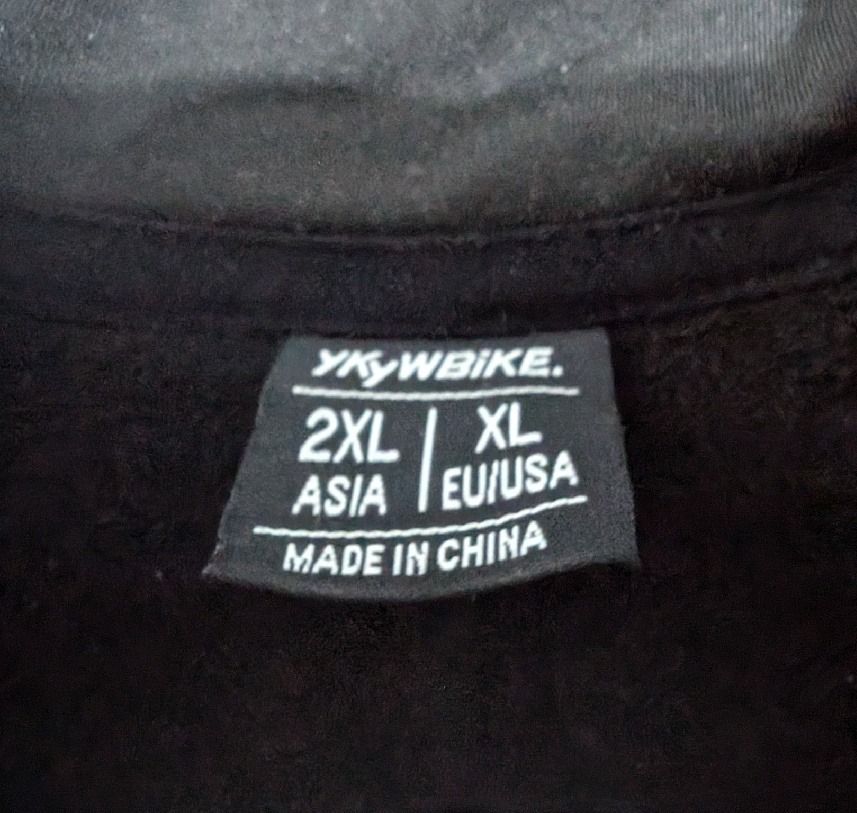 YKyWBiKE.
2XL | XL
ASIA | EU/USA
MADE IN CHINA